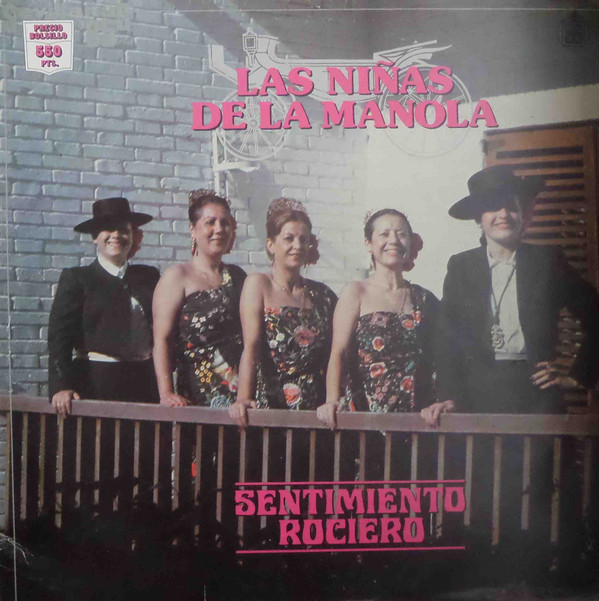 PRECIO
BOLSILLO
550
PTS.
LAS NIÑAS
DE LA MANOLA
SENTIMIENTO
ROCIERO